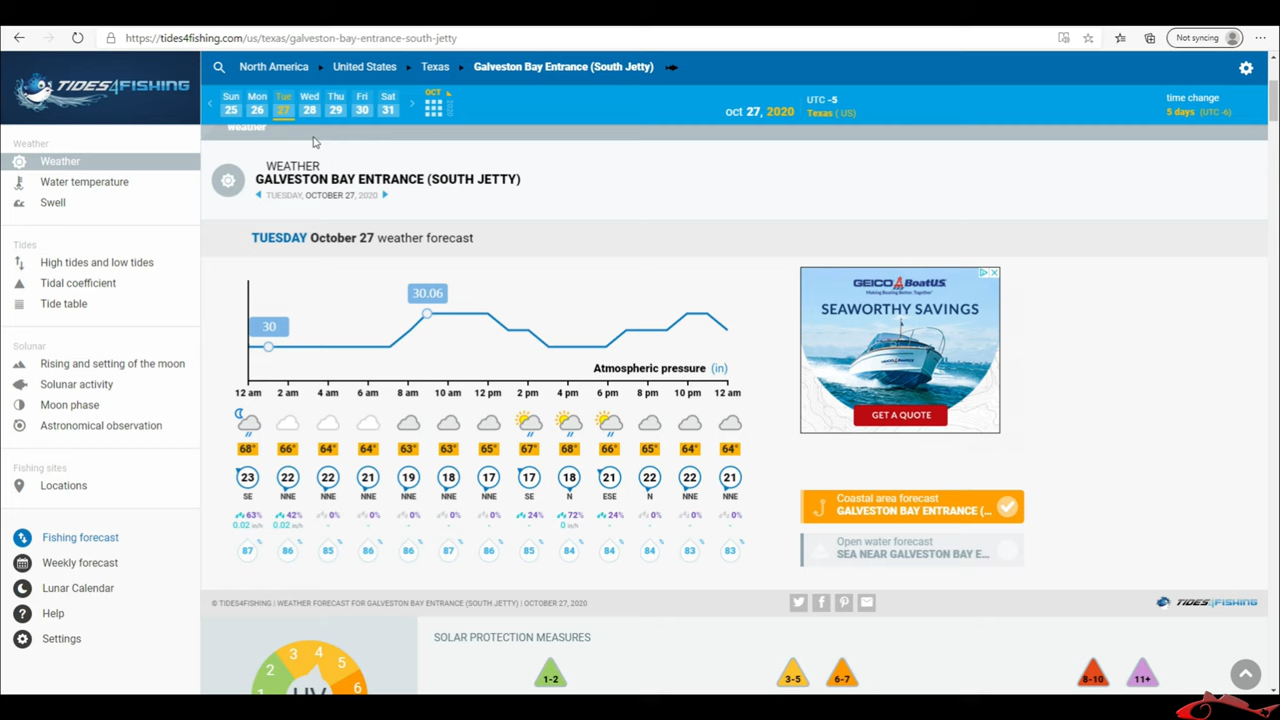 https://tides4fishing.com/us/texas/galveston-bay-entrance-south-jetty
Not syncing
TIDES4FISHING
North America
United States
Texas
Galveston Bay Entrance (South Jetty)
Sun Mon Tue Wed Thu Fri Sat
25 26 27 28 29 30 31
OCT
2020
oct 27, 2020
UTC -5
Texas ( US)
time change
5 days (UTC -6)
Weather
Weather
Water temperature
Swell
Tides
High tides and low tides
Tidal coefficient
Tide table
Solunar
Rising and setting of the moon
Solunar activity
Moon phase
Astronomical observation
Fishing sites
Locations
Fishing forecast
Weekly forecast
Lunar Calendar
Help
Settings
weather
WEATHER
GALVESTON BAY ENTRANCE (SOUTH JETTY)
TUESDAY, OCTOBER 27, 2020
TUESDAY October 27 weather forecast
30.06
30
Atmospheric pressure (in)
12 am 2 am 4 am 6 am 8 am 10 am 12 pm 2 pm 4 pm 6 pm 8 pm 10 pm 12 am
68° 66° 64° 64° 63° 63° 65° 67° 68° 66° 65° 64° 64°
23 22 22 21 19 18 17 17 18 21 22 22 21
SE NNE NNE NNE NNE NNE NNE SE N ESE N NNE NNE
63% 42% 0% 0% 0% 0% 0% 24% 72% 24% 0% 0% 0%
0.02 in/h 0.02 in/h - - - - - - 0 in/h - - - -
87 % 86 % 85 % 86 % 86 % 87 % 86 % 85 % 84 % 84 % 84 % 83 % 83 %
GEICO BoatUS
Making Boating Better. Together.
SEAWORTHY SAVINGS
GET A QUOTE
Coastal area forecast
GALVESTON BAY ENTRANCE (...
Open water forecast
SEA NEAR GALVESTON BAY E...
© TIDES4FISHING | WEATHER FORECAST FOR GALVESTON BAY ENTRANCE (SOUTH JETTY) | OCTOBER 27, 2020
TIDES4FISHING
SOLAR PROTECTION MEASURES
1 2 3 4 5 6
UV
1-2
3-5
6-7
8-10
11+